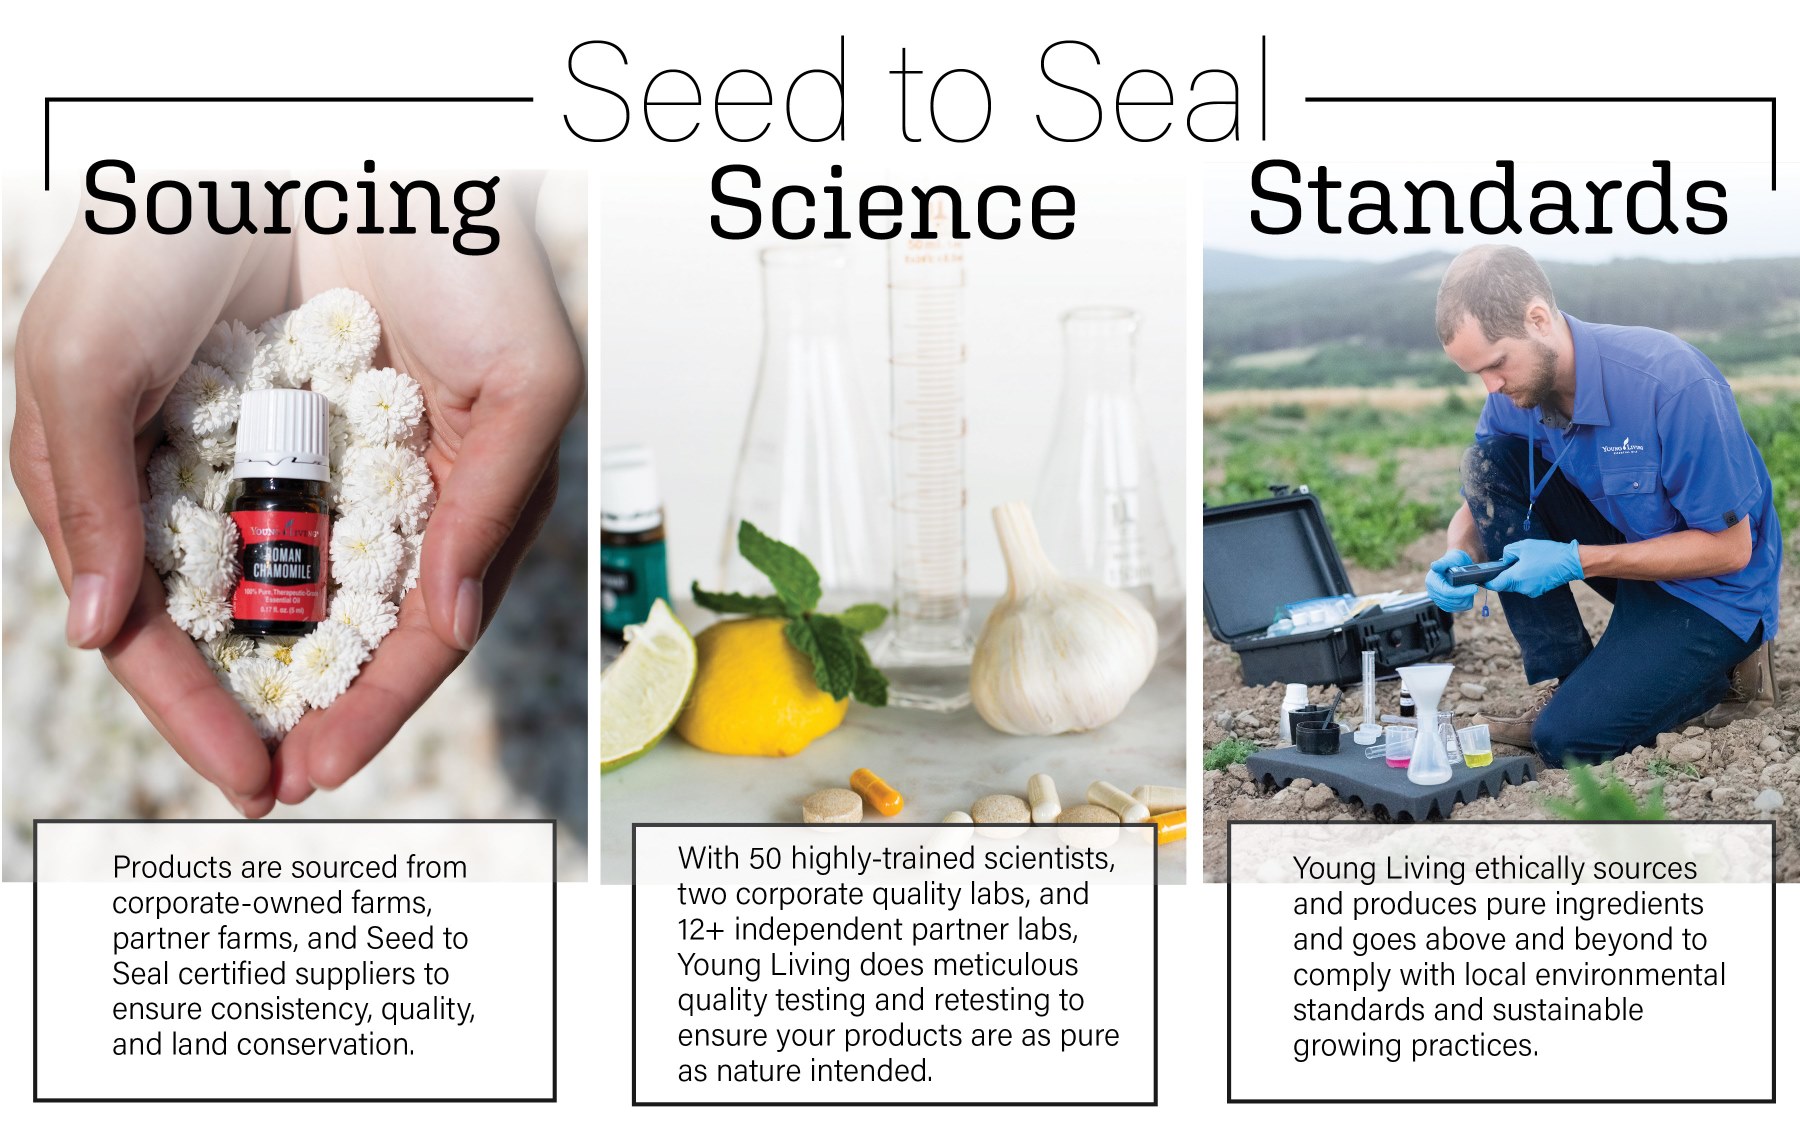 Seed to Seal
Sourcing
Science
Standards
YOUNG LIVING
ROMAN
CHAMOMILE
100% Pure, Therapeutic-Grade
Essential Oil
0.17 fl. oz. (5 ml)
YOUNG LIVING
ESSENTIAL OILS
Products are sourced from
corporate-owned farms,
partner farms, and Seed to
Seal certified suppliers to
ensure consistency, quality,
and land conservation.
With 50 highly-trained scientists,
two corporate quality labs, and
12+ independent partner labs,
Young Living does meticulous
quality testing and retesting to
ensure your products are as pure
as nature intended.
Young Living ethically sources
and produces pure ingredients
and goes above and beyond to
comply with local environmental
standards and sustainable
growing practices.